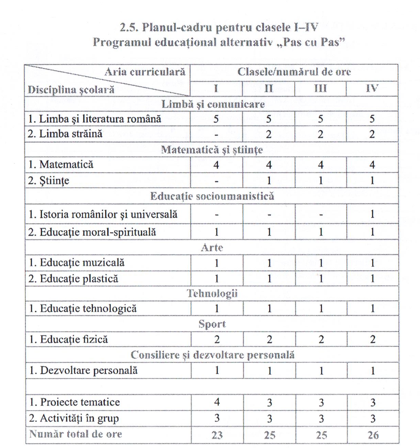 2.5. Planul-cadru pentru clasele I–IV
Programul educațional alternativ „Pas cu Pas”
Aria curriculară Clasele/numărul de ore
Disciplina școlară I II III IV
Limbă și comunicare
1. Limba și literatura română 5 5 5 5
2. Limba străină - 2 2 2
Matematică și științe
1. Matematică 4 4 4 4
2. Științe - 1 1 1
Educație socioumanistică
1. Istoria românilor și universală - - - 1
2. Educație moral-spirituală 1 1 1 1
Arte
1. Educație muzicală 1 1 1 1
2. Educație plastică 1 1 1 1
Tehnologii
1. Educație tehnologică 1 1 1 1
Sport
1. Educație fizică 2 2 2 2
Consiliere și dezvoltare personală
1. Dezvoltare personală 1 1 1 1
1. Proiecte tematice 4 3 3 3
2. Activități în grup 3 3 3 3
Număr total de ore 23 25 25 26